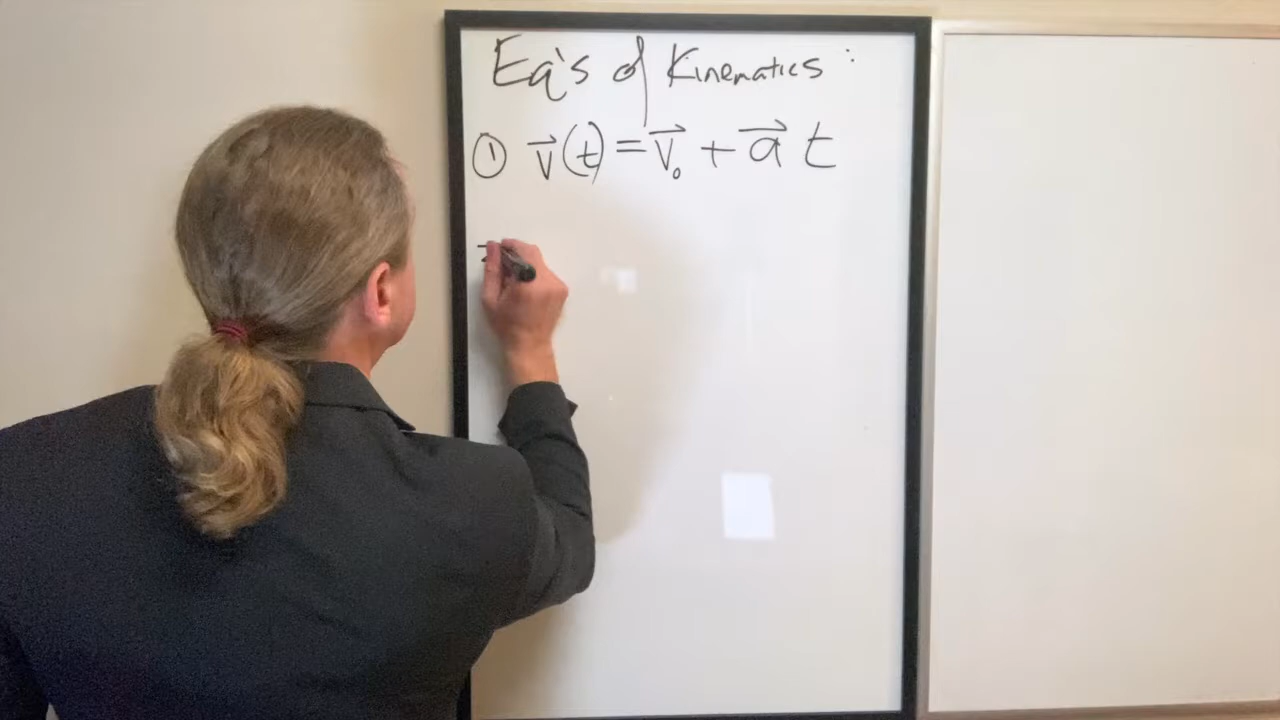 Eq's of Kinematics :
① v⃗(t) = v⃗₀ + a⃗ t